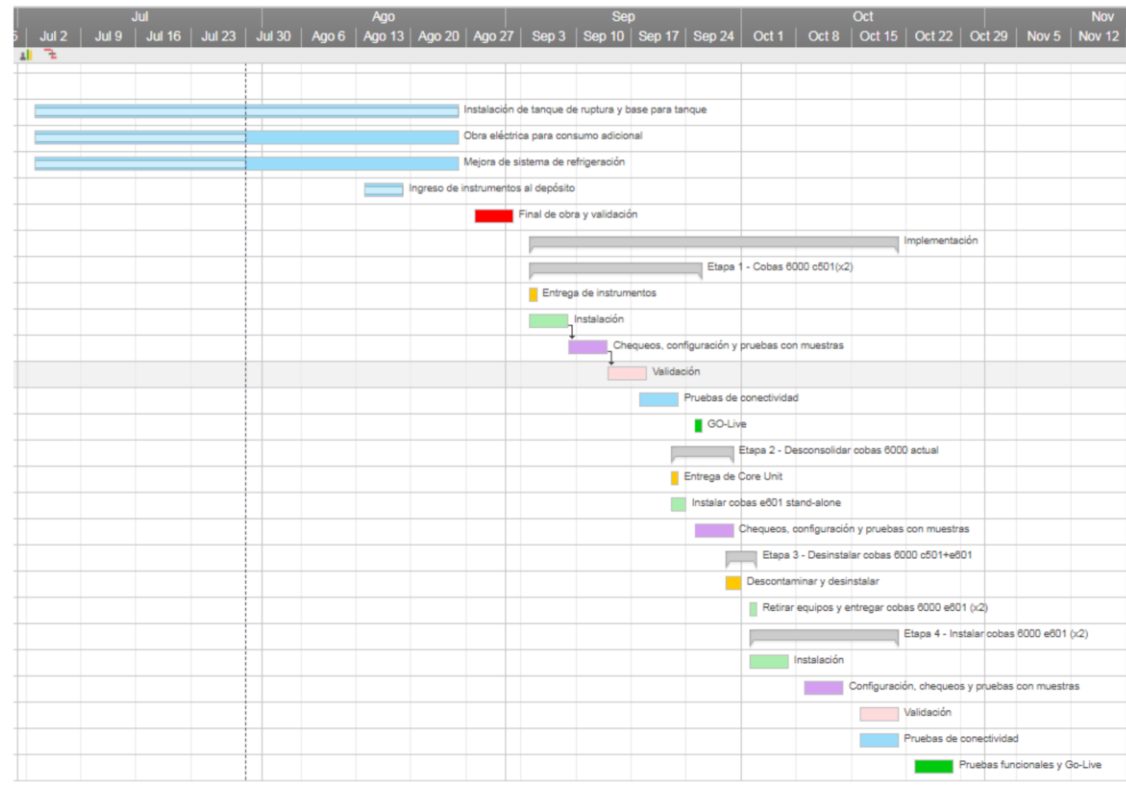 Jul Ago Sep Oct Nov
Jul 2 Jul 9 Jul 16 Jul 23 Jul 30 Ago 6 Ago 13 Ago 20 Ago 27 Sep 3 Sep 10 Sep 17 Sep 24 Oct 1 Oct 8 Oct 15 Oct 22 Oct 29 Nov 5 Nov 12
Instalación de tanque de ruptura y base para tanque
Obra eléctrica para consumo adicional
Mejora de sistema de refrigeración
Ingreso de instrumentos al depósito
Final de obra y validación
Implementación
Etapa 1 - Cobas 6000 c501(x2)
Entrega de instrumentos
Instalación
Chequeos, configuración y pruebas con muestras
Validación
Pruebas de conectividad
GO-Live
Etapa 2 - Desconsolidar cobas 6000 actual
Entrega de Core Unit
Instalar cobas e601 stand-alone
Chequeos, configuración y pruebas con muestras
Etapa 3 - Desinstalar cobas 6000 c501+e601
Descontaminar y desinstalar
Retirar equipos y entregar cobas 6000 e601 (x2)
Etapa 4 - Instalar cobas 6000 e601 (x2)
Instalación
Configuración, chequeos y pruebas con muestras
Validación
Pruebas de conectividad
Pruebas funcionales y Go-Live